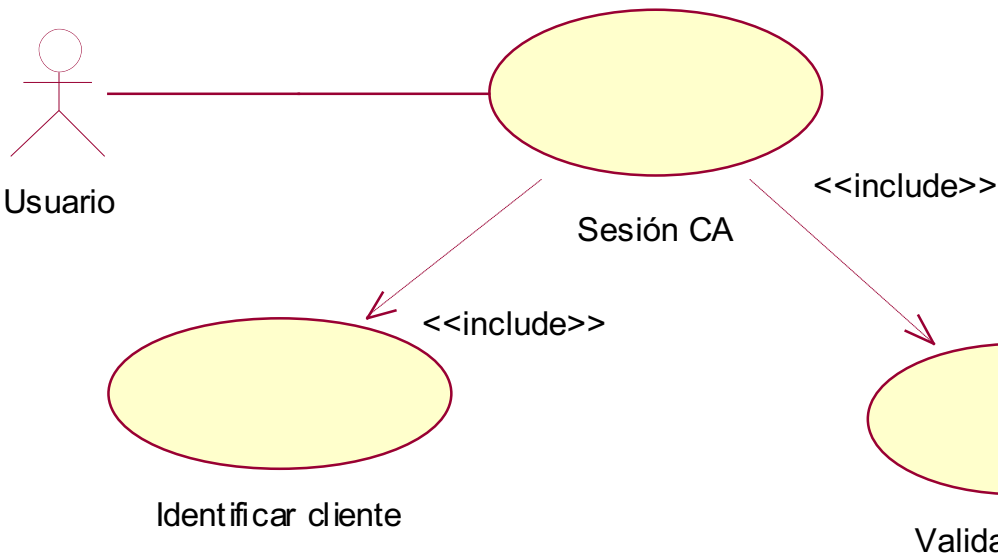 Usuario
<<include>>
Sesión CA
<<include>>
Identificar cliente